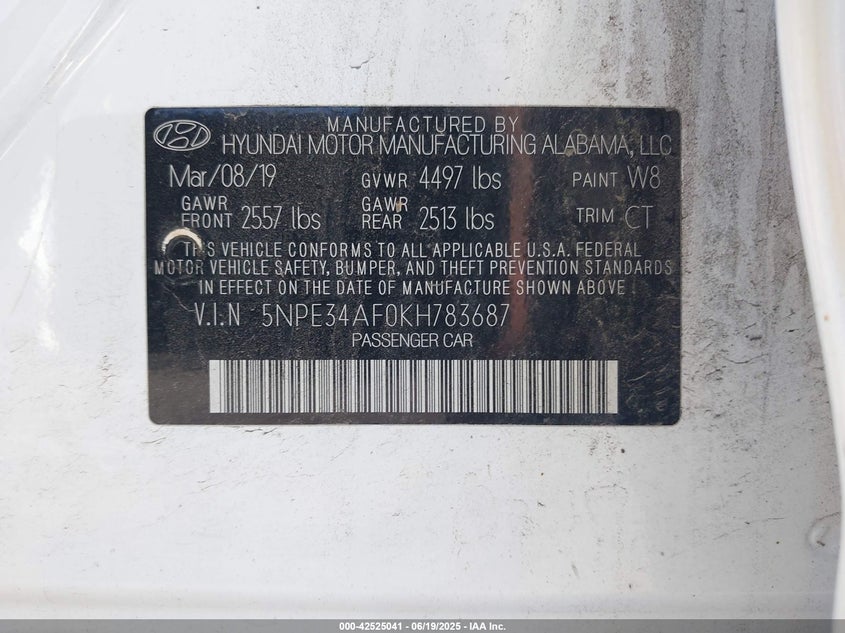 MANUFACTURED BY
HYUNDAI MOTOR MANUFACTURING ALABAMA, LLC
Mar/08/19 GVWR 4497 lbs PAINT W8
GAWR FRONT 2557 lbs GAWR REAR 2513 lbs TRIM CT
THIS VEHICLE CONFORMS TO ALL APPLICABLE U.S.A. FEDERAL
MOTOR VEHICLE SAFETY, BUMPER, AND THEFT PREVENTION STANDARDS
IN EFFECT ON THE DATE OF MANUFACTURE SHOWN ABOVE.
V.I.N 5NPE34AF0KH783687
PASSENGER CAR
000-42525041 - 06/19/2025 - IAA Inc.